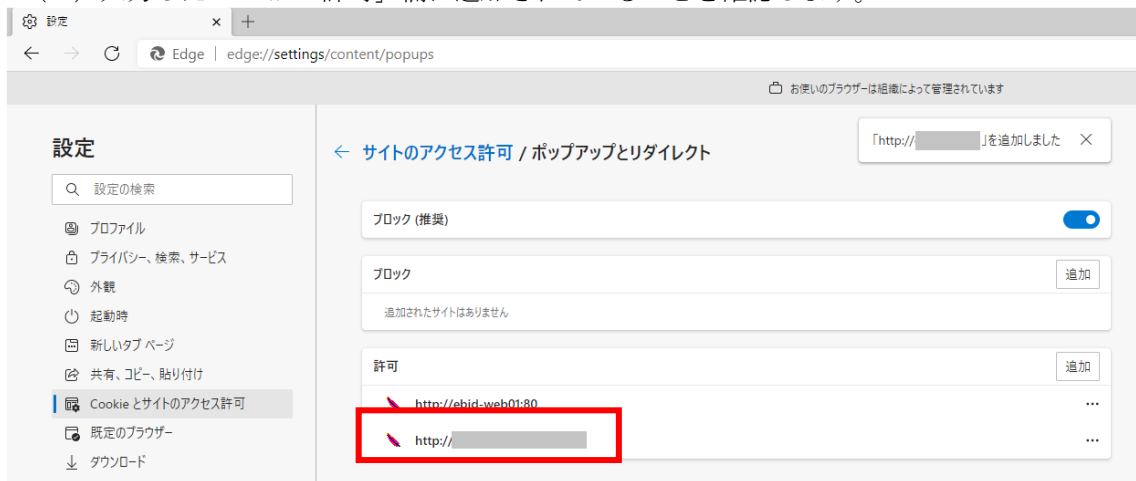 設定
Edge | edge://settings/content/popups
お使いのブラウザーは組織によって管理されています
設定
設定の検索
プロファイル
プライバシー、検索、サービス
外観
起動時
新しいタブ ページ
共有、コピー、貼り付け
Cookie とサイトのアクセス許可
既定のブラウザー
ダウンロード
サイトのアクセス許可 / ポップアップとリダイレクト
「http:// 」を追加しました
ブロック (推奨)
ブロック
追加
追加されたサイトはありません
許可
追加
http://ebid-web01:80
http://